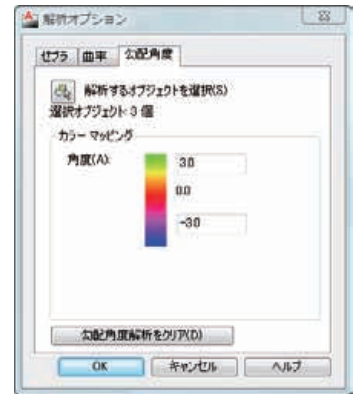 解析オプション
ゼブラ 曲率 勾配角度
解析するオブジェクトを選択(S)
選択オブジェクト: 3 個
カラー マッピング
角度(A):
3.0
0.0
-3.0
勾配角度解析をクリア(D)
OK キャンセル ヘルプ